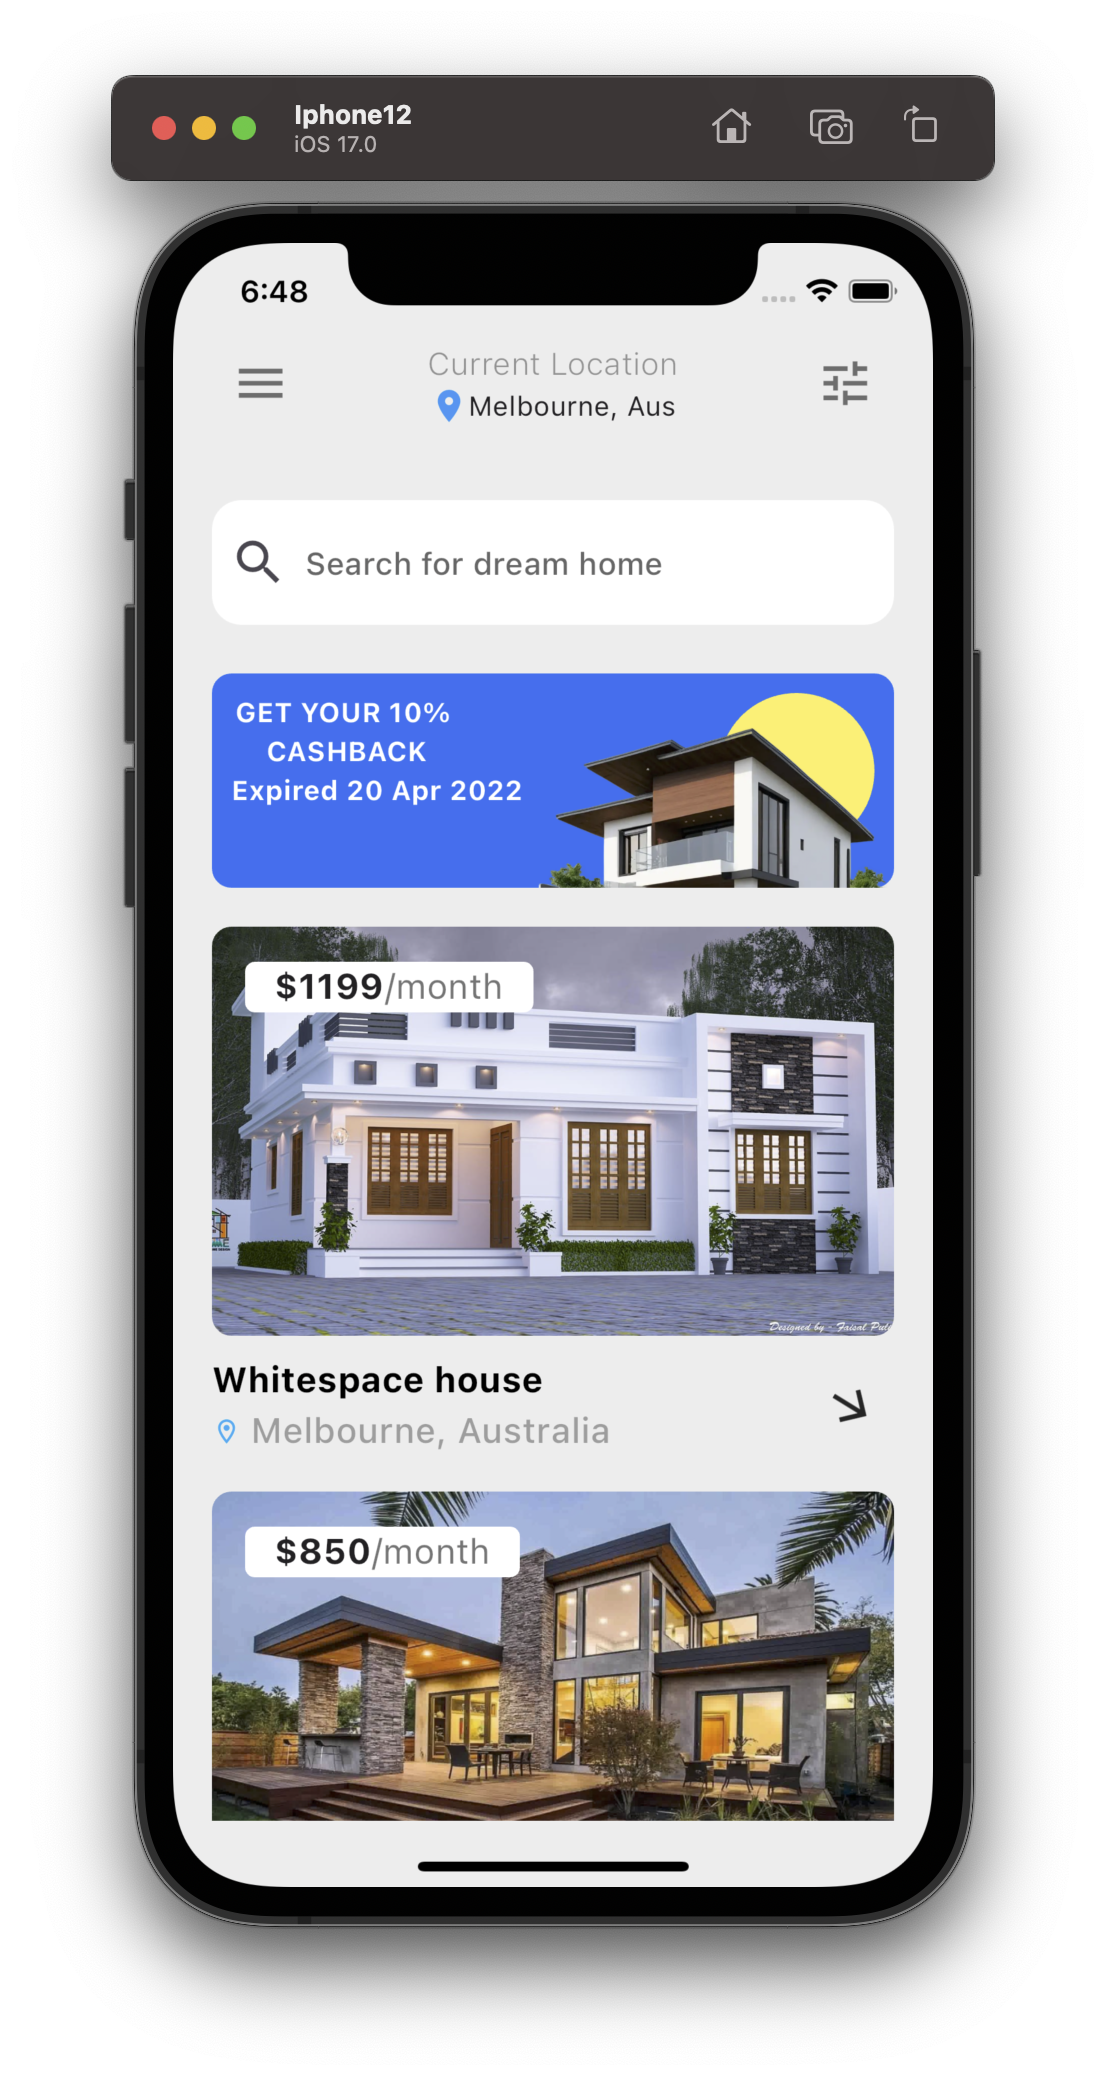 Iphone12
iOS 17.0
6:48
Current Location
Melbourne, Aus
Search for dream home
GET YOUR 10%
CASHBACK
Expired 20 Apr 2022
$1199/month
Designed by - Faisal
Whitespace house
Melbourne, Australia
$850/month